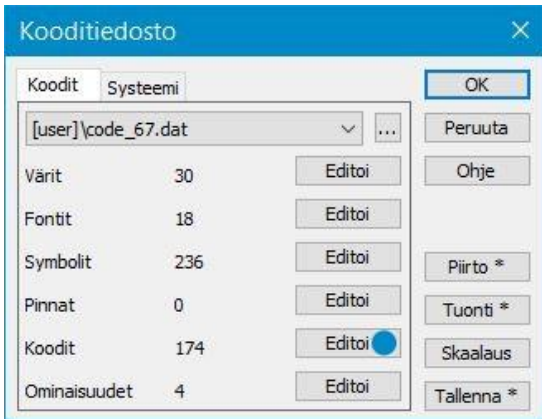 Kooditiedosto
Koodit Systeemi
[user]\code_67.dat ...
Värit 30 Editoi
Fontit 18 Editoi
Symbolit 236 Editoi
Pinnat 0 Editoi
Koodit 174 Editoi
Ominaisuudet 4 Editoi
OK
Peruuta
Ohje
Piirto *
Tuonti *
Skaalaus
Tallenna *